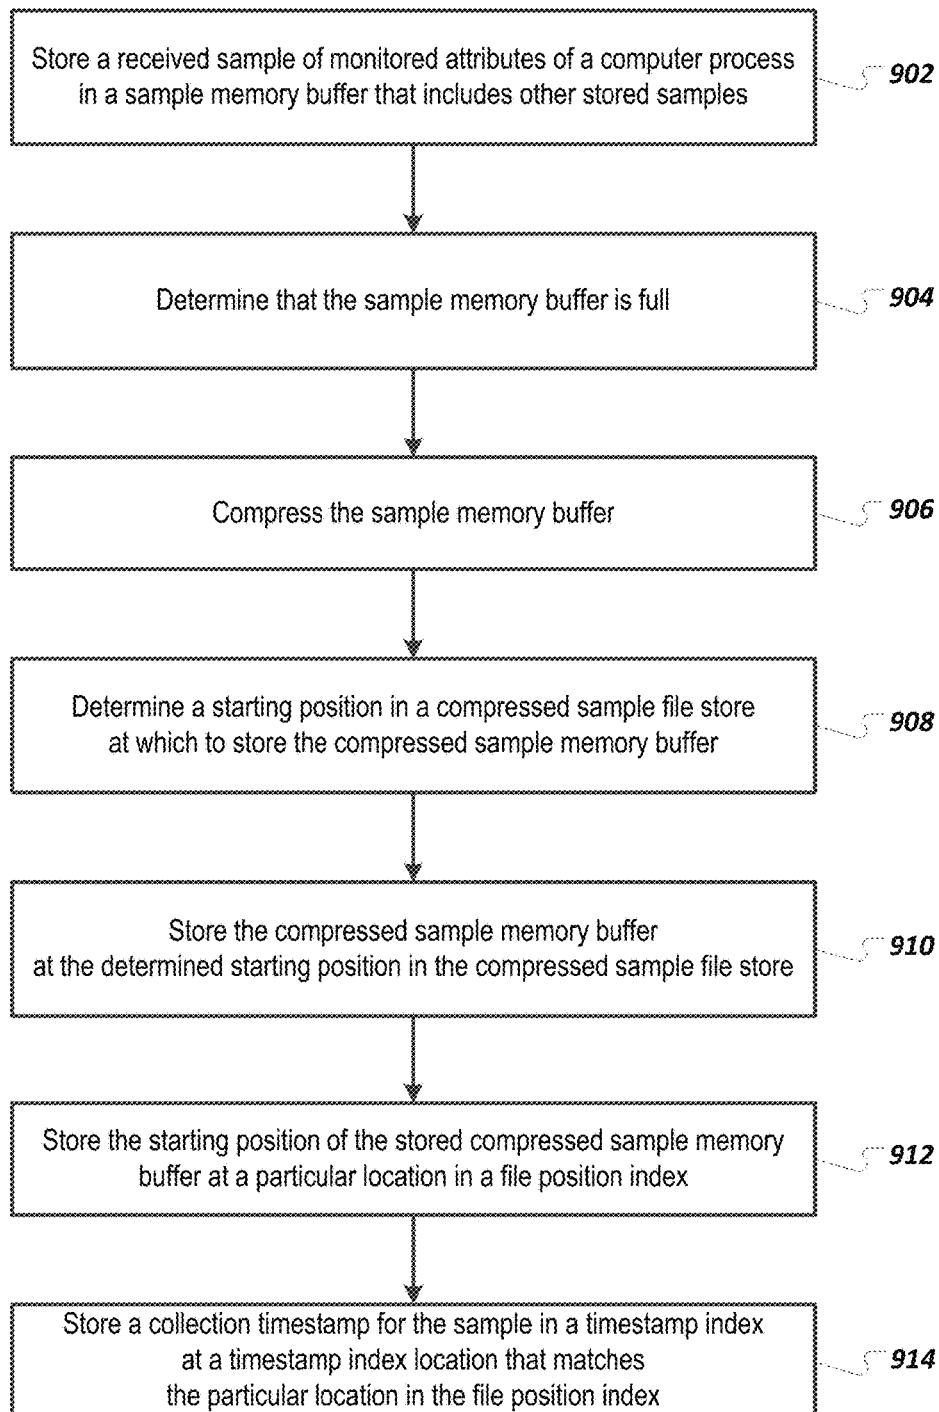 Store a received sample of monitored attributes of a computer process
in a sample memory buffer that includes other stored samples
902
Determine that the sample memory buffer is full
904
Compress the sample memory buffer
906
Determine a starting position in a compressed sample file store
at which to store the compressed sample memory buffer
908
Store the compressed sample memory buffer
at the determined starting position in the compressed sample file store
910
Store the starting position of the stored compressed sample memory
buffer at a particular location in a file position index
912
Store a collection timestamp for the sample in a timestamp index
at a timestamp index location that matches
the particular location in the file position index
914